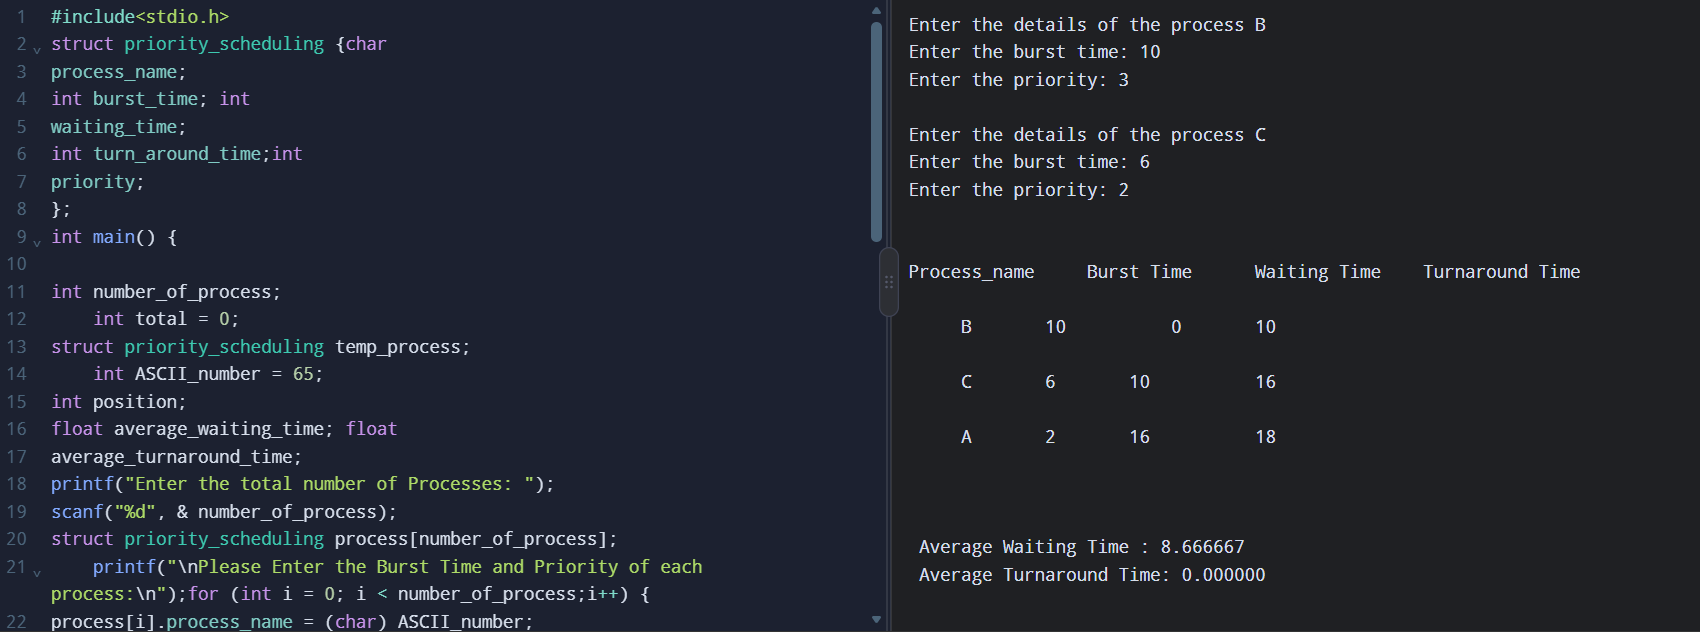 1 #include<stdio.h>
2 struct priority_scheduling {char
3 process_name;
4 int burst_time; int
5 waiting_time;
6 int turn_around_time;int
7 priority;
8 };
9 int main() {
10
11 int number_of_process;
12 int total = 0;
13 struct priority_scheduling temp_process;
14 int ASCII_number = 65;
15 int position;
16 float average_waiting_time; float
17 average_turnaround_time;
18 printf("Enter the total number of Processes: ");
19 scanf("%d", & number_of_process);
20 struct priority_scheduling process[number_of_process];
21 printf("\nPlease Enter the Burst Time and Priority of each
process:\n");for (int i = 0; i < number_of_process;i++) {
22 process[i].process_name = (char) ASCII_number;
Enter the details of the process B
Enter the burst time: 10
Enter the priority: 3
Enter the details of the process C
Enter the burst time: 6
Enter the priority: 2
Process_name Burst Time Waiting Time Turnaround Time
B 10 0 10
C 6 10 16
A 2 16 18
Average Waiting Time : 8.666667
Average Turnaround Time: 0.000000